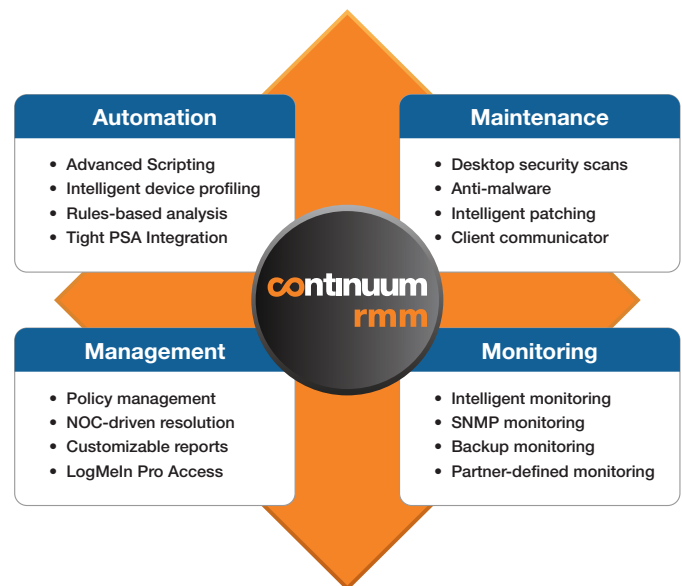 Automation
• Advanced Scripting
• Intelligent device profiling
• Rules-based analysis
• Tight PSA Integration
Maintenance
• Desktop security scans
• Anti-malware
• Intelligent patching
• Client communicator
continuum
rmm
Management
• Policy management
• NOC-driven resolution
• Customizable reports
• LogMeIn Pro Access
Monitoring
• Intelligent monitoring
• SNMP monitoring
• Backup monitoring
• Partner-defined monitoring